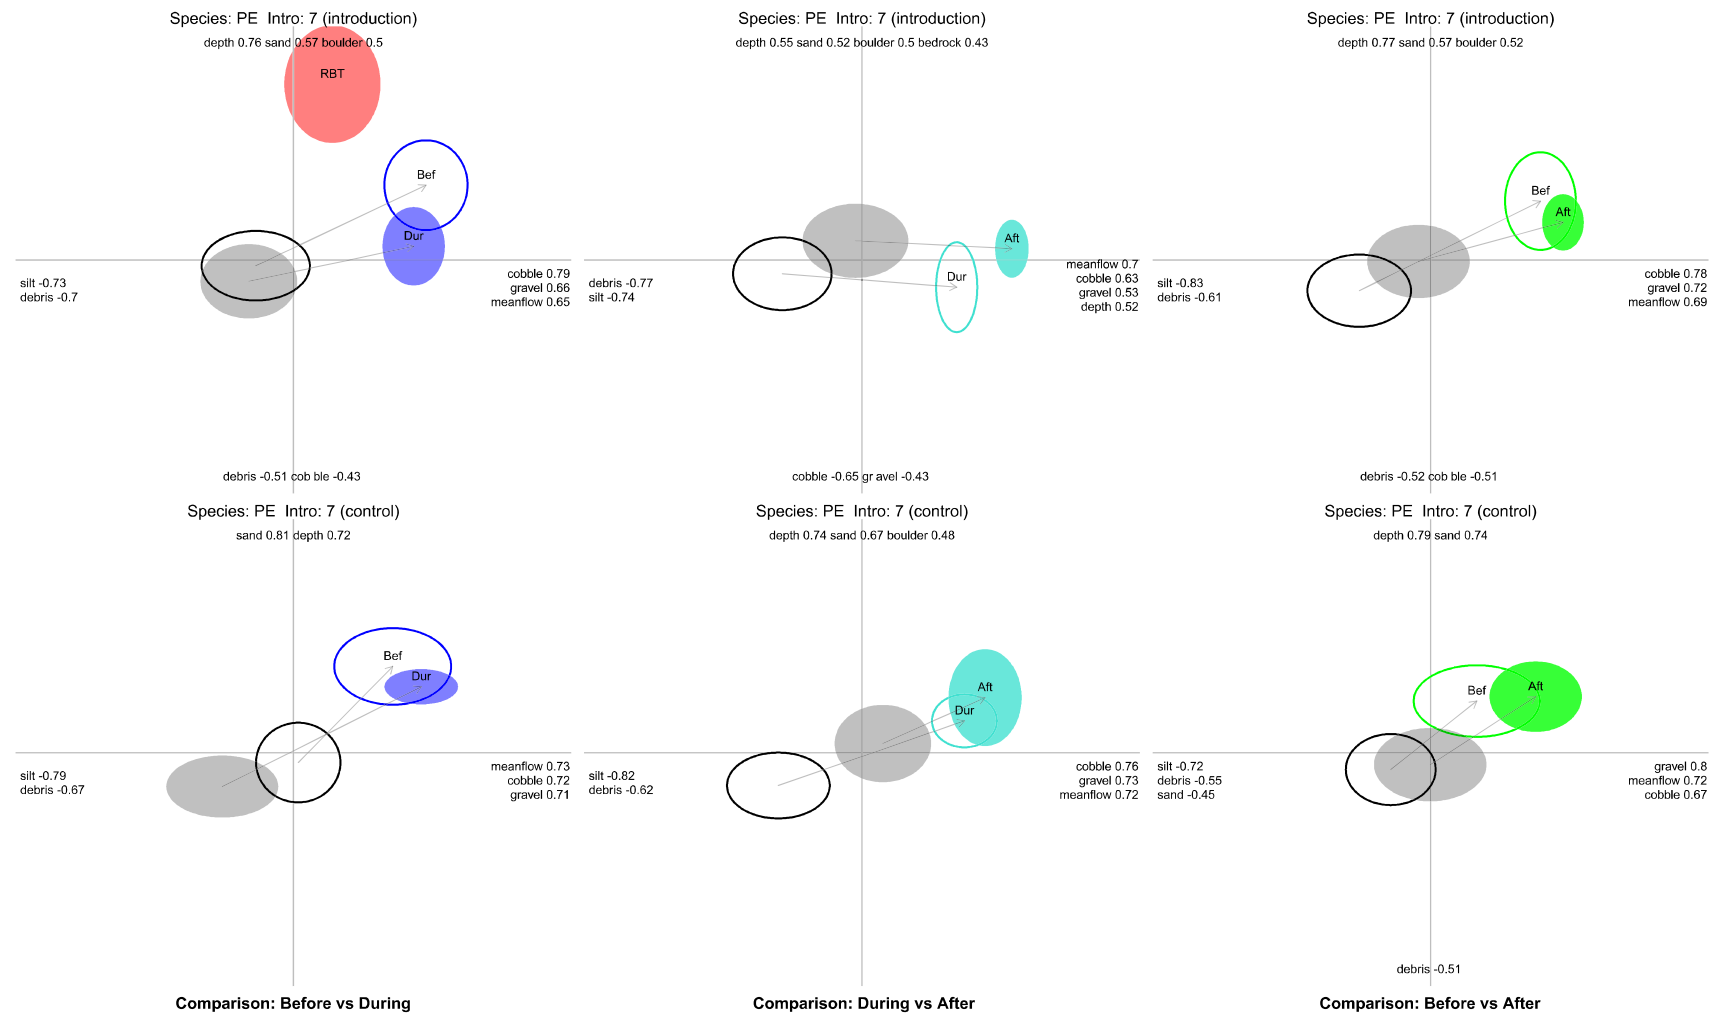 Species: PE  Intro: 7 (introduction)
depth 0.76 sand 0.57 boulder 0.5
RBT
Bef
Dur
silt -0.73
debris -0.7
cobble 0.79
gravel 0.66
meanflow 0.65
debris -0.51 cob ble -0.43
Species: PE  Intro: 7 (introduction)
depth 0.55 sand 0.52 boulder 0.5 bedrock 0.43
Aft
Dur
debris -0.77
silt -0.74
meanflow 0.7
cobble 0.63
gravel 0.53
depth 0.52
cobble -0.65 gr avel -0.43
Species: PE  Intro: 7 (introduction)
depth 0.77 sand 0.57 boulder 0.52
Bef
Aft
silt -0.83
debris -0.61
cobble 0.78
gravel 0.72
meanflow 0.69
debris -0.52 cob ble -0.51
Species: PE  Intro: 7 (control)
sand 0.81 depth 0.72
Bef
Dur
silt -0.79
debris -0.67
meanflow 0.73
cobble 0.72
gravel 0.71
Comparison: Before vs During
Species: PE  Intro: 7 (control)
depth 0.74 sand 0.67 boulder 0.48
Aft
Dur
silt -0.82
debris -0.62
cobble 0.76
gravel 0.73
meanflow 0.72
Comparison: During vs After
Species: PE  Intro: 7 (control)
depth 0.79 sand 0.74
Bef
Aft
silt -0.72
debris -0.55
sand -0.45
gravel 0.8
meanflow 0.72
cobble 0.67
debris -0.51
Comparison: Before vs After